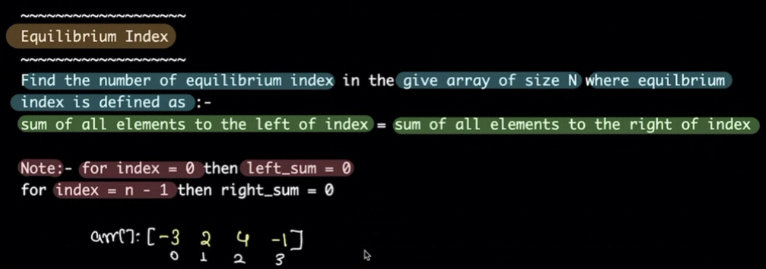 ~~~~~~~~~~~~~~~~~~~
Equilibrium Index
~~~~~~~~~~~~~~~~~~~
Find the number of equilibrium index in the give array of size N where equilbrium
index is defined as :-
sum of all elements to the left of index = sum of all elements to the right of index
Note:- for index = 0 then left_sum = 0
for index = n - 1 then right_sum = 0
arr[]: [-3 2 4 -1]
0 1 2 3